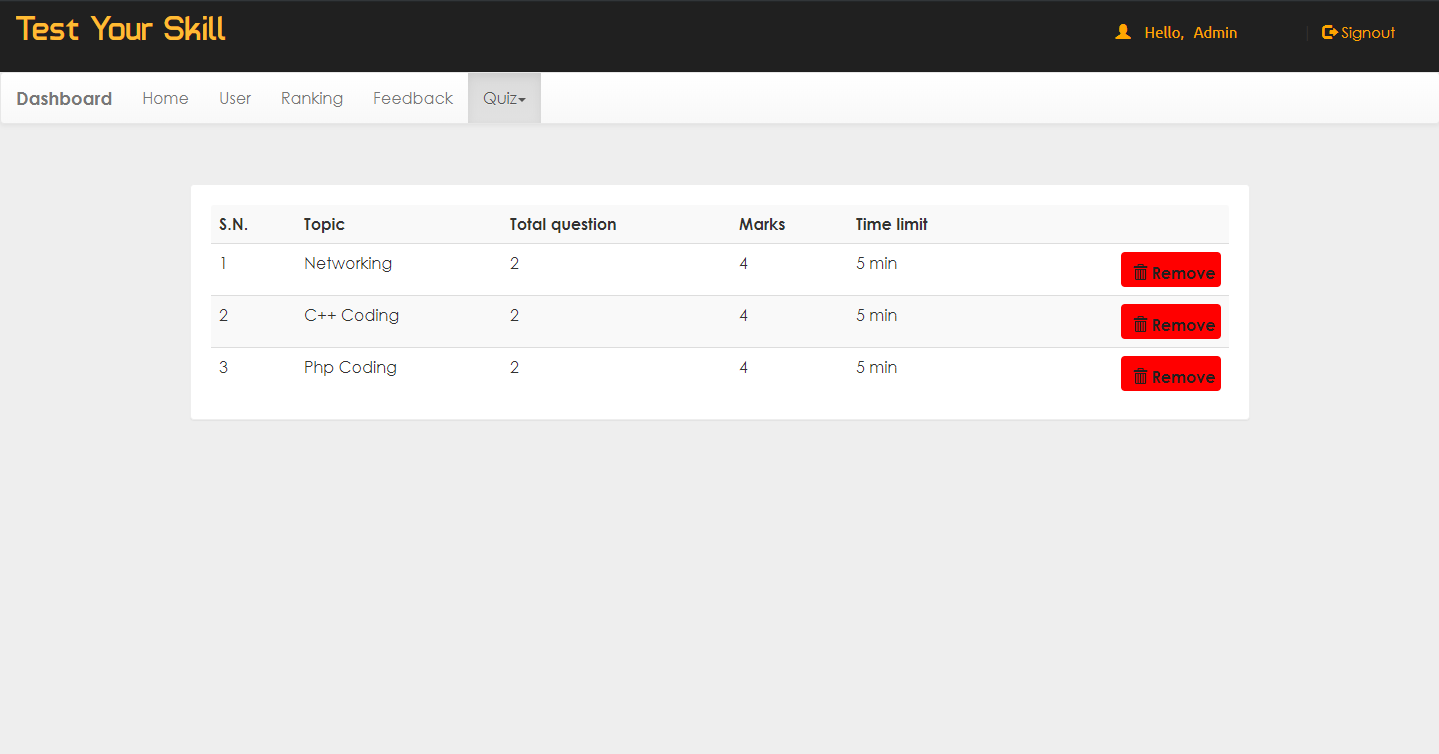 Test Your Skill
Hello, Admin
Signout
Dashboard Home User Ranking Feedback Quiz
S.N. Topic Total question Marks Time limit
1 Networking 2 4 5 min Remove
2 C++ Coding 2 4 5 min Remove
3 Php Coding 2 4 5 min Remove